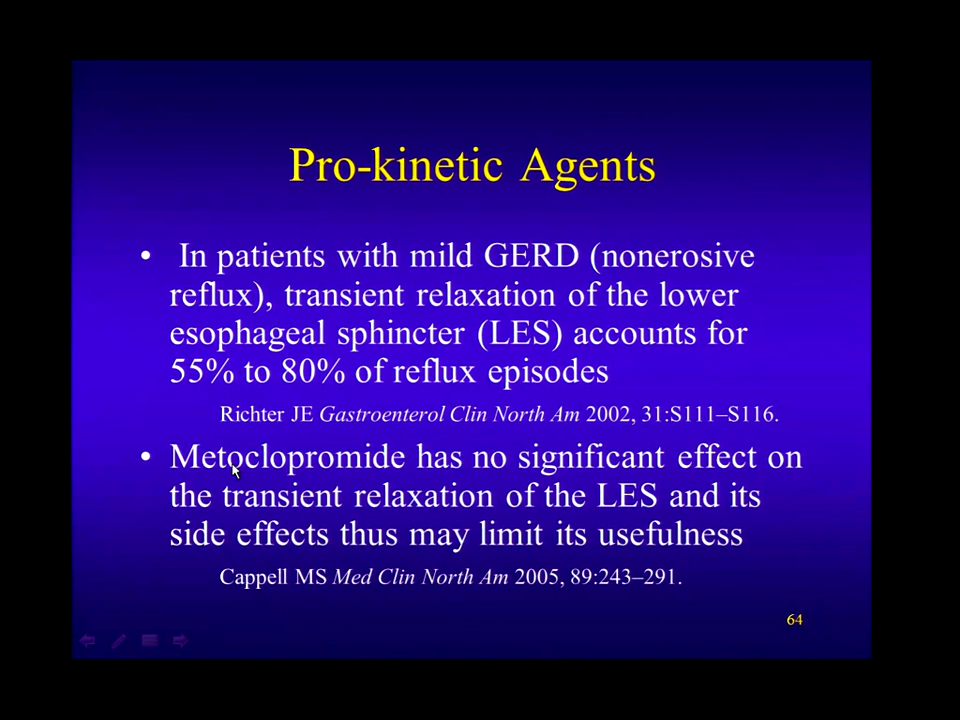 Pro-kinetic Agents
• In patients with mild GERD (nonerosive
reflux), transient relaxation of the lower
esophageal sphincter (LES) accounts for
55% to 80% of reflux episodes
Richter JE Gastroenterol Clin North Am 2002, 31:S111–S116.
• Metoclopromide has no significant effect on
the transient relaxation of the LES and its
side effects thus may limit its usefulness
Cappell MS Med Clin North Am 2005, 89:243–291.
64